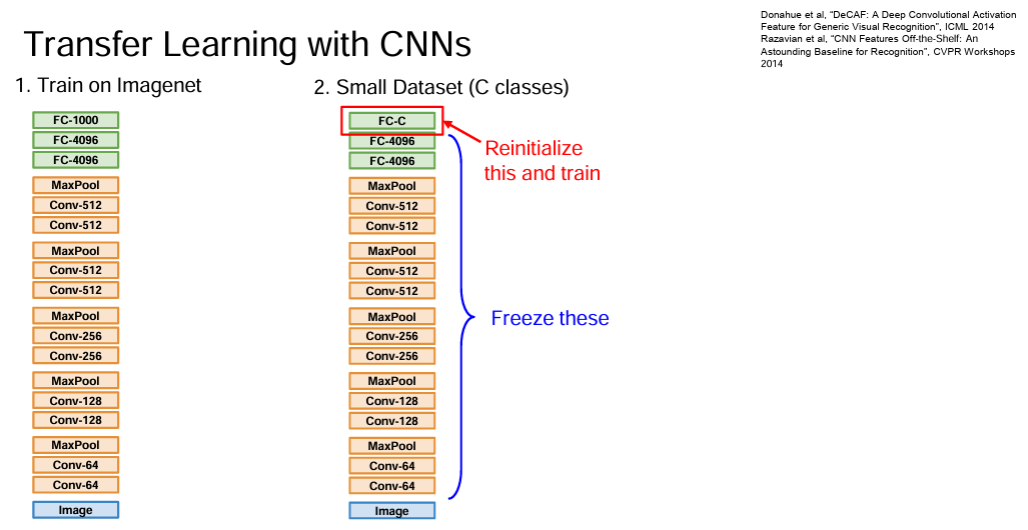 Transfer Learning with CNNs
Donahue et al, “DeCAF: A Deep Convolutional Activation
Feature for Generic Visual Recognition”, ICML 2014
Razavian et al, “CNN Features Off-the-Shelf: An
Astounding Baseline for Recognition”, CVPR Workshops
2014
1. Train on Imagenet
FC-1000
FC-4096
FC-4096
MaxPool
Conv-512
Conv-512
MaxPool
Conv-512
Conv-512
MaxPool
Conv-256
Conv-256
MaxPool
Conv-128
Conv-128
MaxPool
Conv-64
Conv-64
Image
2. Small Dataset (C classes)
FC-C
FC-4096
FC-4096
MaxPool
Conv-512
Conv-512
MaxPool
Conv-512
Conv-512
MaxPool
Conv-256
Conv-256
MaxPool
Conv-128
Conv-128
MaxPool
Conv-64
Conv-64
Image
Reinitialize
this and train
Freeze these